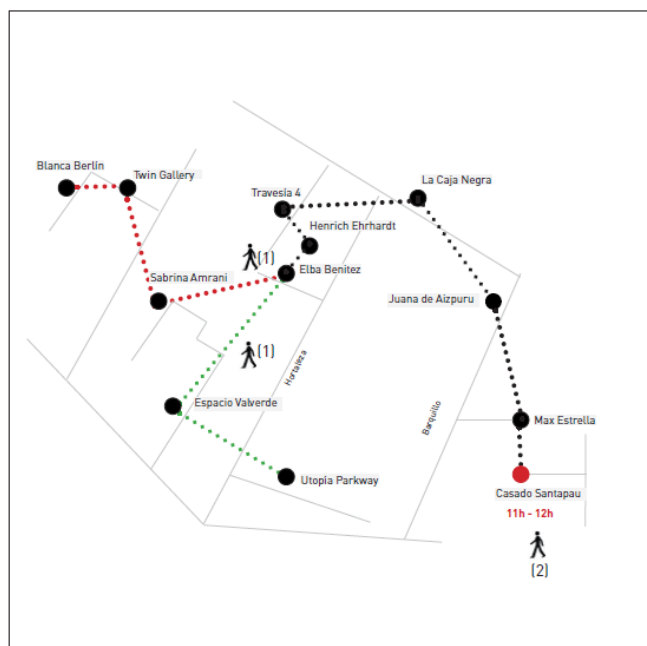 Blanca Berlín
Twin Gallery
La Caja Negra
Travesía 4
Henrich Ehrhardt
(1)
Elba Benitez
Sabrina Amrani
Juana de Aizpuru
(1)
Hortaleza
Espacio Valverde
Barquillo
Max Estrella
Utopia Parkway
Casado Santapau
11h - 12h
(2)